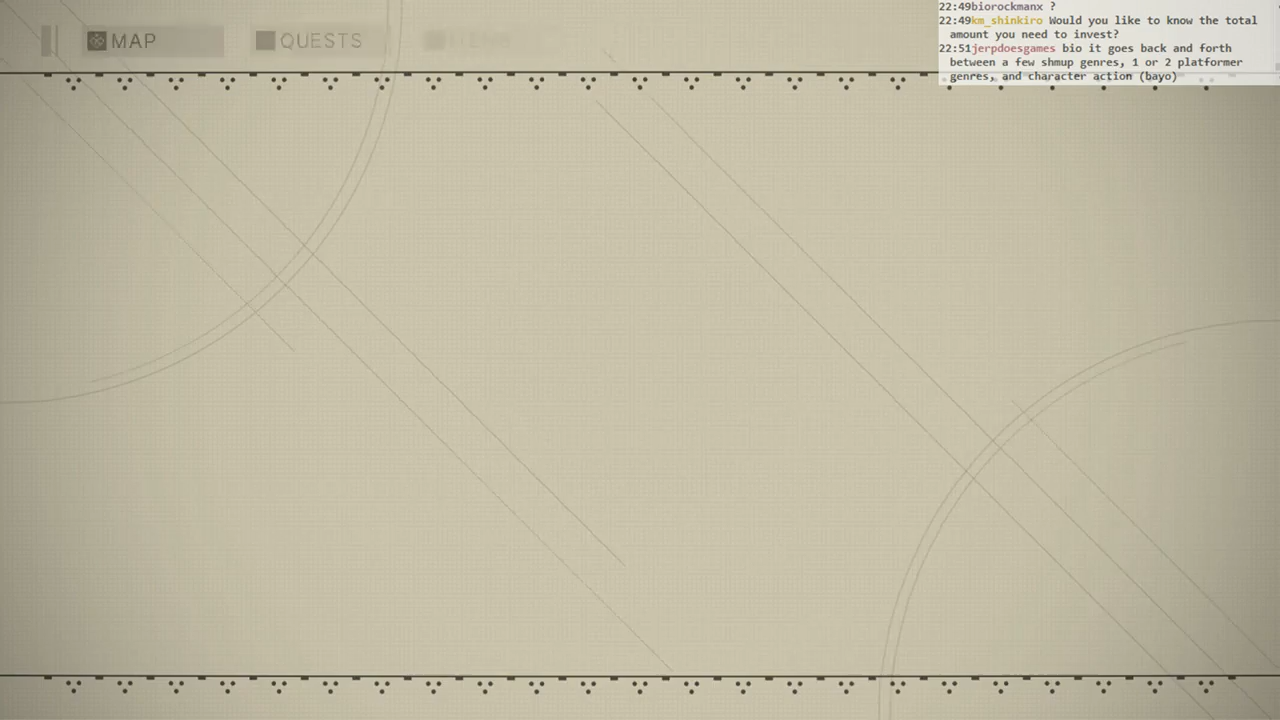 MAP
QUESTS
ITEMS
22:49biorockmanx ?
22:49km_shinkiro Would you like to know the total
amount you need to invest?
22:51jerpdoesgames bio it goes back and forth
between a few shmup genres, 1 or 2 platformer
genres, and character action (bayo)